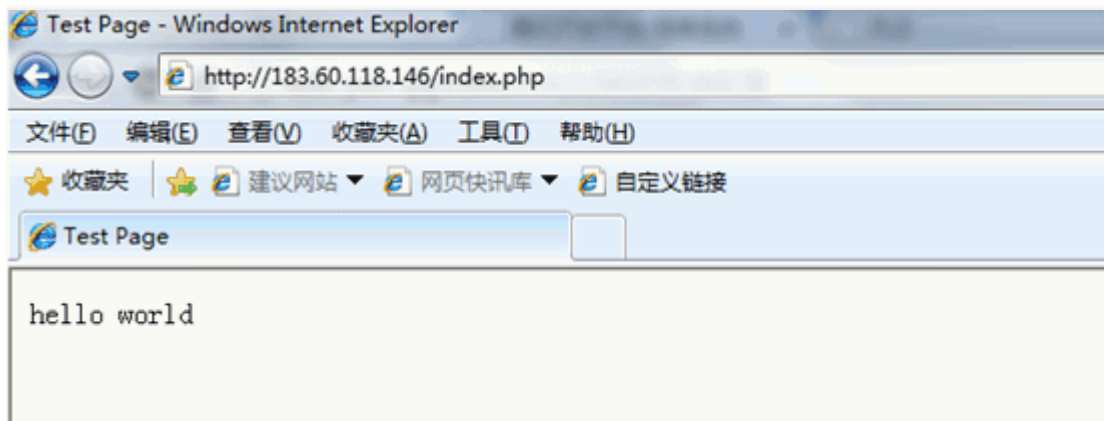 Test Page - Windows Internet Explorer
http://183.60.118.146/index.php
文件(F) 编辑(E) 查看(V) 收藏夹(A) 工具(T) 帮助(H)
收藏夹 建议网站 网页快讯库 自定义链接
Test Page
hello world